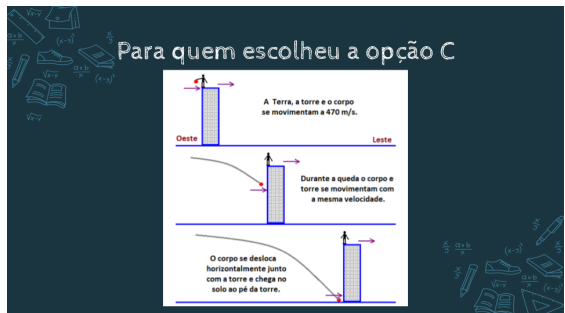 Para quem escolheu a opção C
A Terra, a torre e o corpo
se movimentam a 470 m/s.
Oeste
Leste
Durante a queda o corpo e
torre se movimentam com
a mesma velocidade.
O corpo se desloca
horizontalmente junto
com a torre e chega no
solo ao pé da torre.